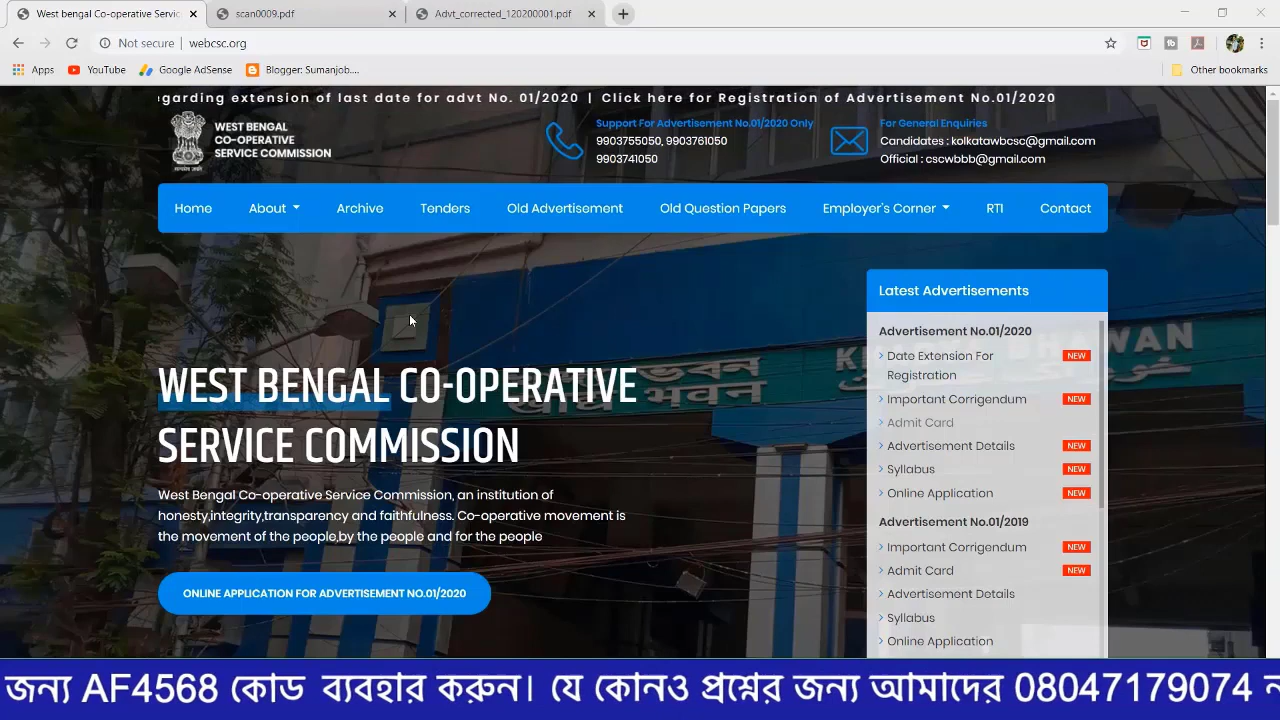 West bengal Co-operative Servic
scan0009.pdf
Advt_corrected_120200001.pdf
Not secure | webcsc.org
Apps
YouTube
Google AdSense
Blogger: Sumanjob....
Other bookmarks
egarding extension of last date for advt No. 01/2020 | Click here for Registration of Advertisement No.01/2020
WEST BENGAL
CO-OPERATIVE
SERVICE COMMISSION
Support For Advertisement No.01/2020 Only
9903755050, 9903761050
9903741050
For General Enquiries
Candidates : kolkatawbcsc@gmail.com
Official : cscwbbb@gmail.com
Home
About
Archive
Tenders
Old Advertisement
Old Question Papers
Employer's Corner
RTI
Contact
WEST BENGAL CO-OPERATIVE
SERVICE COMMISSION
West Bengal Co-operative Service Commission, an institution of
honesty,integrity,transparency and faithfulness. Co-operative movement is
the movement of the people,by the people and for the people
ONLINE APPLICATION FOR ADVERTISEMENT NO.01/2020
Latest Advertisements
Advertisement No.01/2020
Date Extension For NEW
Registration
Important Corrigendum NEW
Admit Card
Advertisement Details NEW
Syllabus NEW
Online Application NEW
Advertisement No.01/2019
Important Corrigendum NEW
Admit Card NEW
Advertisement Details
Syllabus
Online Application
জন্য AF4568 কোড ব্যবহার করুন। যে কোনও প্রশ্নের জন্য আমাদের 08047179074 ন